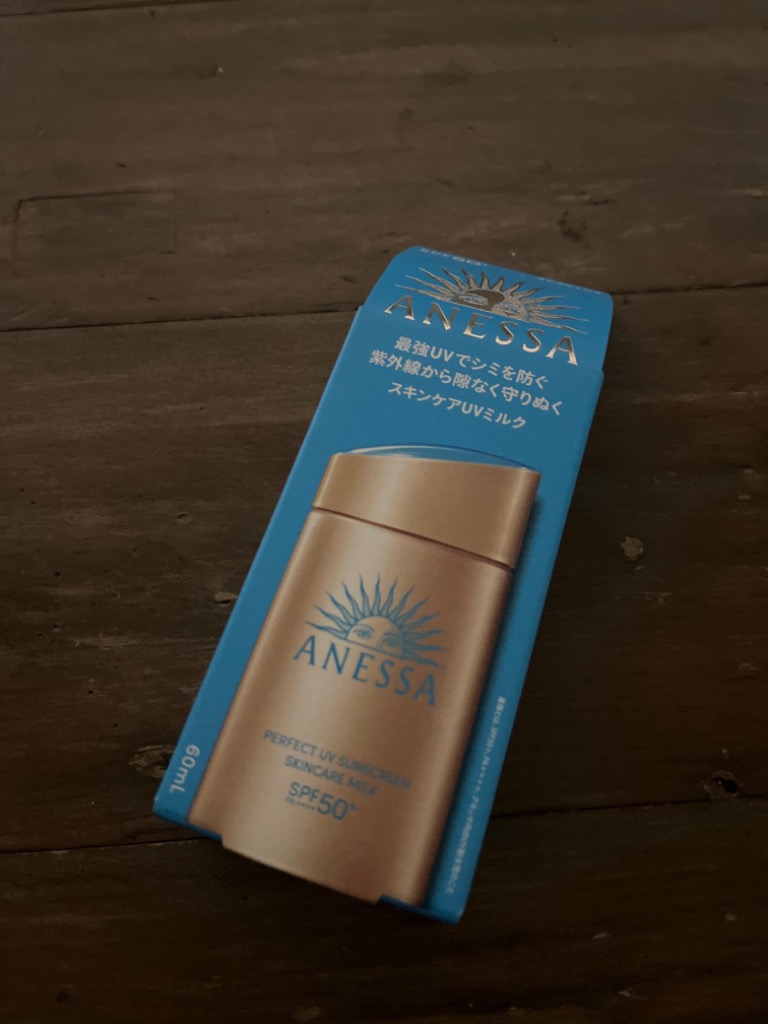 ANESSA
最強UVでシミを防ぐ
紫外線から隙なく守りぬく
スキンケアUVミルク
ANESSA
PERFECT UV SUNSCREEN
SKINCARE MILK
SPF50+
PA++++
60mL